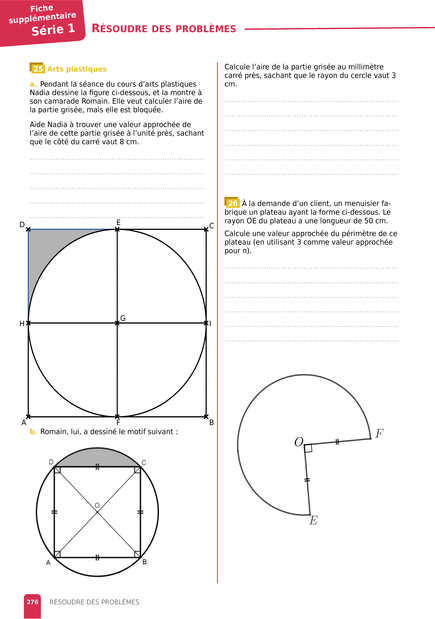 Fiche
supplémentaire
Série 1
RÉSOUDRE DES PROBLÈMES
25 Arts plastiques
a. Pendant la séance du cours d'arts plastiques
Nadia dessine la figure ci-dessous, et la montre à
son camarade Romain. Elle veut calculer l'aire de
la partie grisée, mais elle est bloquée.
Aide Nadia à trouver une valeur approchée de
l'aire de cette partie grisée à l'unité près, sachant
que le côté du carré vaut 8 cm.
D E C
G
H I
A F B
b. Romain, lui, a dessiné le motif suivant :
D C
O
A B
Calcule l'aire de la partie grisée au millimètre
carré près, sachant que le rayon du cercle vaut 3
cm.
26 À la demande d'un client, un menuisier fa-
brique un plateau ayant la forme ci-dessous. Le
rayon OE du plateau a une longueur de 50 cm.
Calcule une valeur approchée du périmètre de ce
plateau (en utilisant 3 comme valeur approchée
pour π).
O F
E
276 RÉSOUDRE DES PROBLÈMES